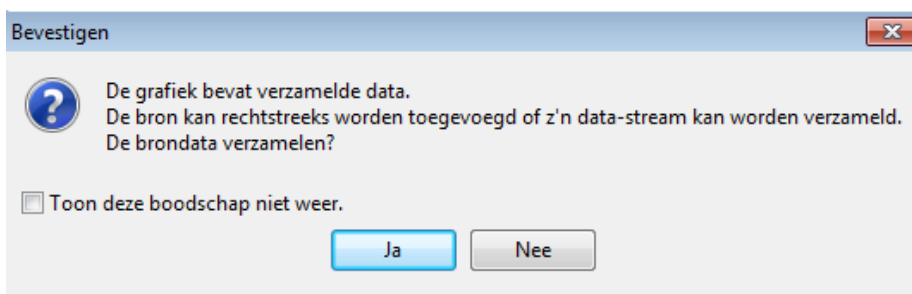 Bevestigen
De grafiek bevat verzamelde data.
De bron kan rechtstreeks worden toegevoegd of z'n data-stream kan worden verzameld.
De brondata verzamelen?
Toon deze boodschap niet weer.
Ja
Nee